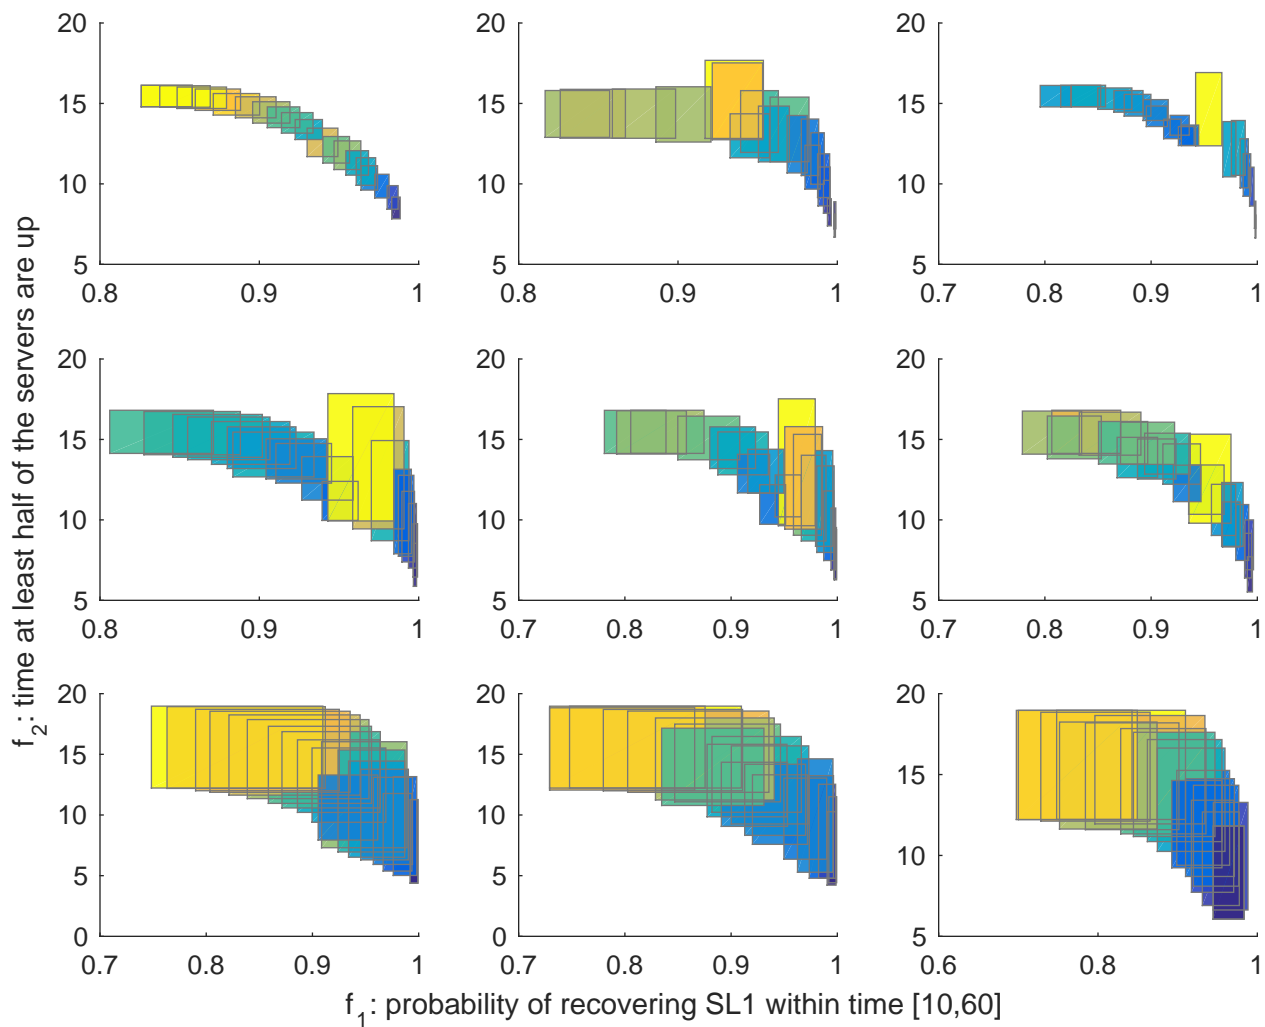 20 20 20
15 15 15
10 10 10
5 5 5
0.8 0.9 1 0.8 0.9 1 0.7 0.8 0.9 1
20 20 20
15 15 15
10 10 10
5 5 5
0.8 0.9 1 0.7 0.8 0.9 1 0.7 0.8 0.9 1
f2: time at least half of the servers are up
20 20 20
15 15 15
10 10 10
5 5
0 0 5
0.7 0.8 0.9 1 0.7 0.8 0.9 1 0.6 0.8 1
f1: probability of recovering SL1 within time [10,60]